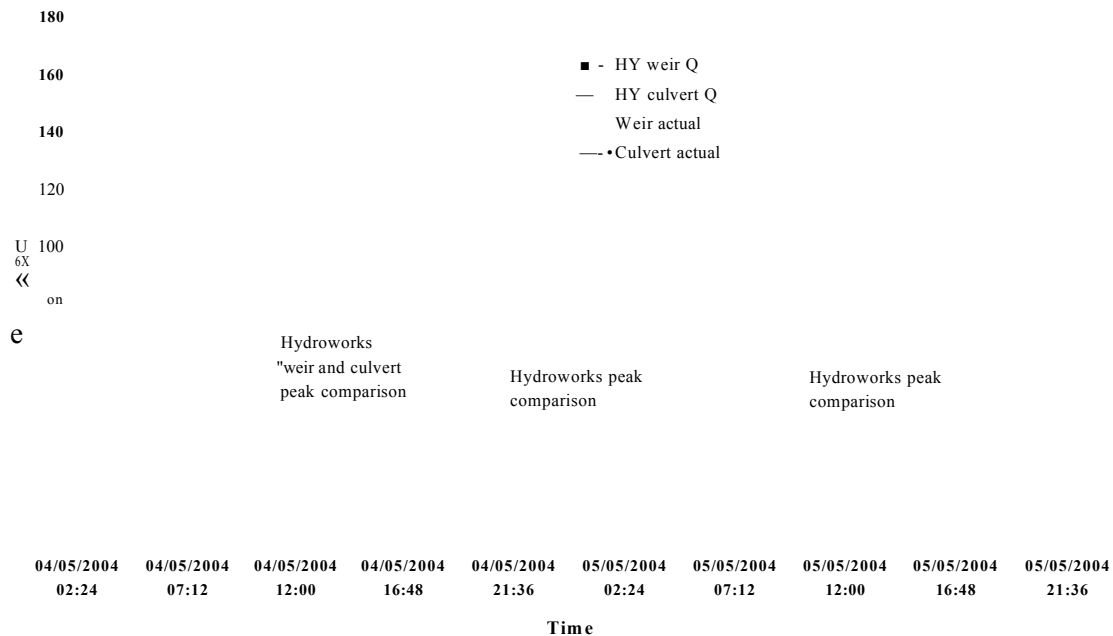 180
160
140
120
U 100
6X
«
on
e
■ - HY weir Q
— HY culvert Q
Weir actual
—-•Culvert actual
Hydroworks
"weir and culvert
peak comparison
Hydroworks peak
comparison
Hydroworks peak
comparison
04/05/2004 04/05/2004 04/05/2004 04/05/2004 04/05/2004 05/05/2004 05/05/2004 05/05/2004 05/05/2004 05/05/2004
02:24 07:12 12:00 16:48 21:36 02:24 07:12 12:00 16:48 21:36
Time